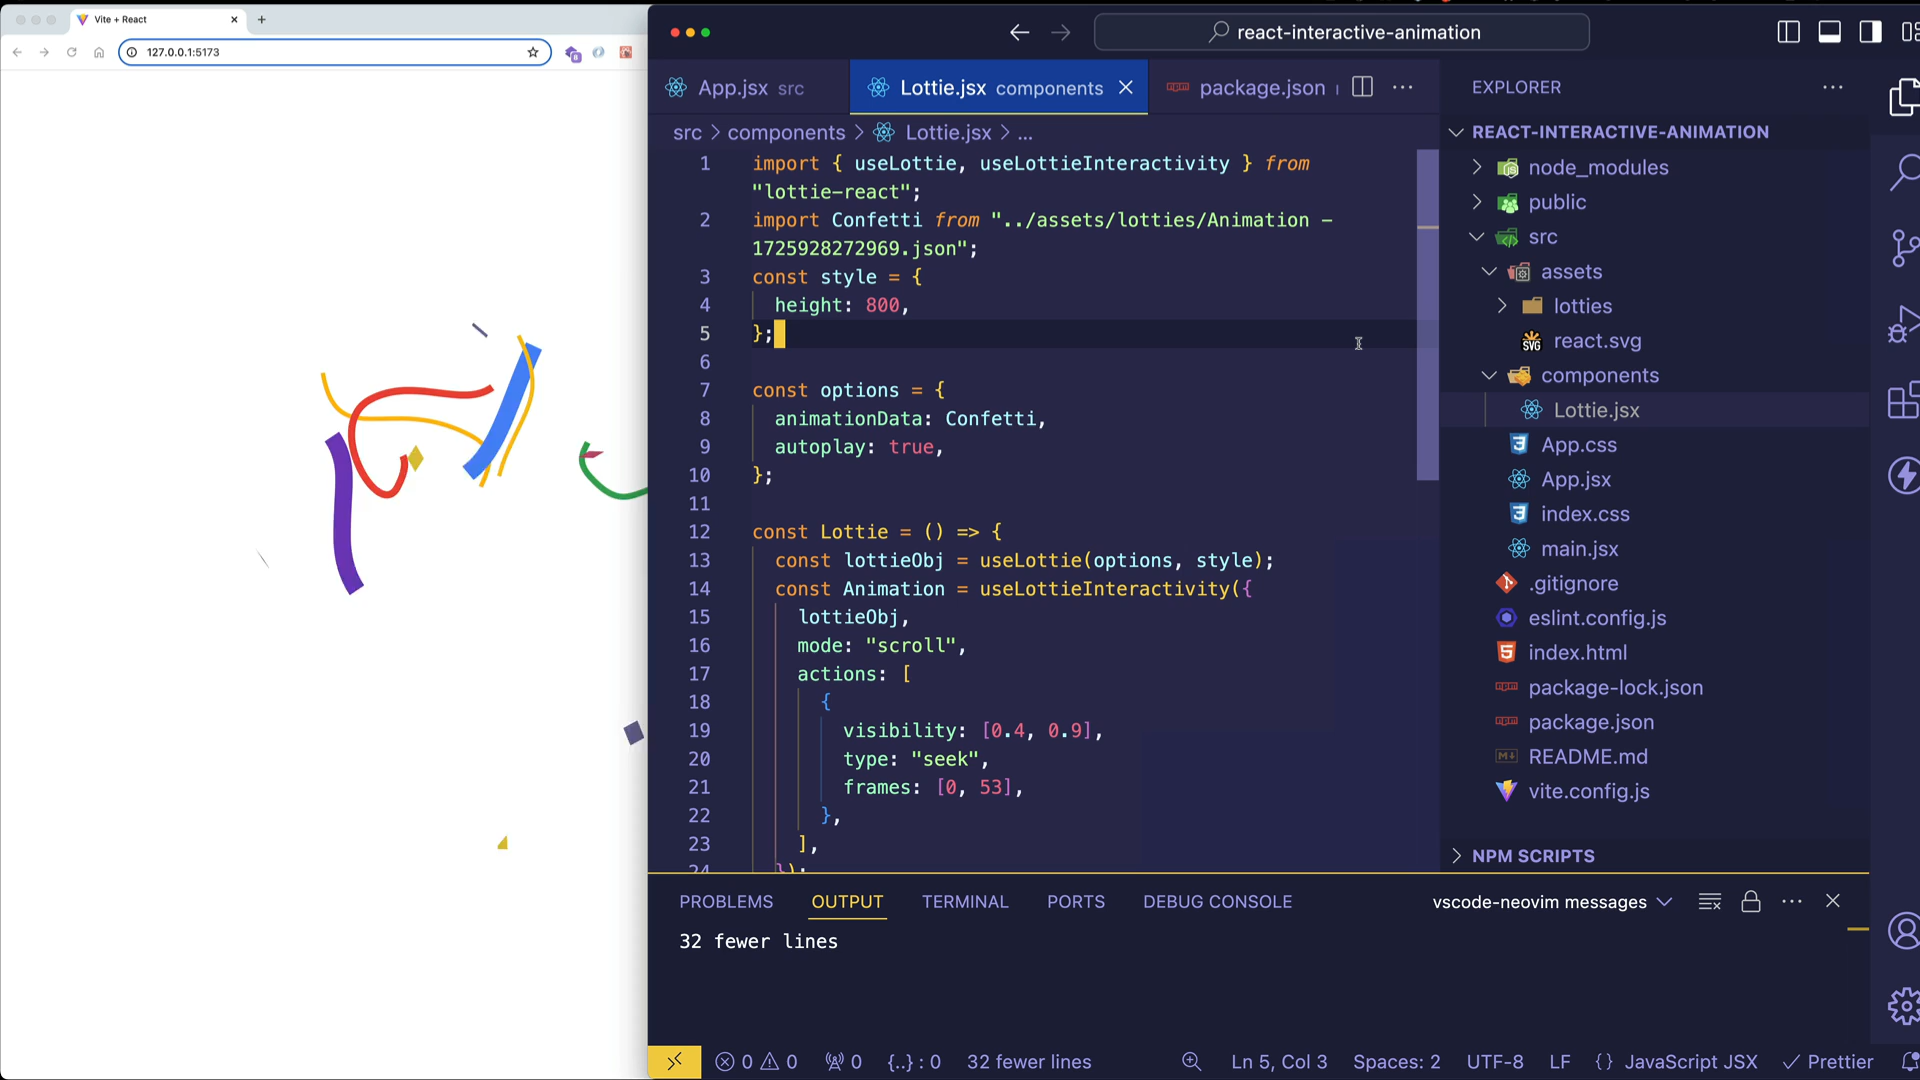 Vite + React
127.0.0.1:5173
react-interactive-animation
App.jsx src
Lottie.jsx components
package.json
src > components > Lottie.jsx > ...
1 import { useLottie, useLottieInteractivity } from
"lottie-react";
2 import Confetti from "../assets/lotties/Animation -
1725928272969.json";
3 const style = {
4 height: 800,
5 };
6
7 const options = {
8 animationData: Confetti,
9 autoplay: true,
10 };
11
12 const Lottie = () => {
13 const lottieObj = useLottie(options, style);
14 const Animation = useLottieInteractivity({
15 lottieObj,
16 mode: "scroll",
17 actions: [
18 {
19 visibility: [0.4, 0.9],
20 type: "seek",
21 frames: [0, 53],
22 },
23 ],
24 });
EXPLORER
REACT-INTERACTIVE-ANIMATION
node_modules
public
src
assets
lotties
react.svg
components
Lottie.jsx
App.css
App.jsx
index.css
main.jsx
.gitignore
eslint.config.js
index.html
package-lock.json
package.json
README.md
vite.config.js
NPM SCRIPTS
PROBLEMS OUTPUT TERMINAL PORTS DEBUG CONSOLE
vscode-neovim messages
32 fewer lines
0 0 0 {..} : 0 32 fewer lines
Ln 5, Col 3 Spaces: 2 UTF-8 LF {} JavaScript JSX Prettier